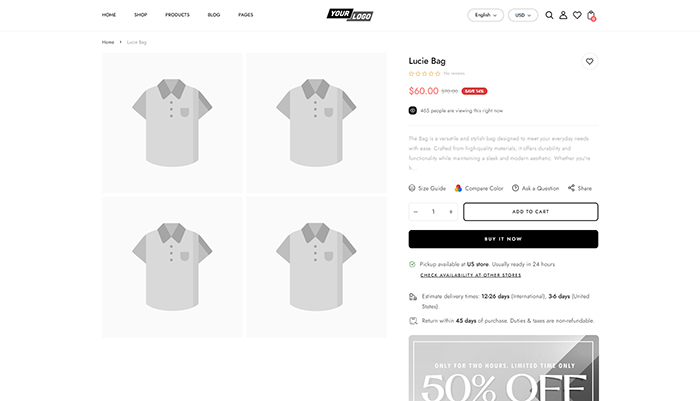 HOME SHOP PRODUCTS BLOG PAGES
YOUR LOGO
English USD
Home Lucie Bag
Lucie Bag
No reviews
$60.00 $70.00 SAVE 14%
465 people are viewing this right now
The Bag is a versatile and stylish bag designed to meet your everyday needs
with ease. Crafted from high-quality materials, it offers durability and
functionality while maintaining a sleek and modern aesthetic. Whether you're
Size Guide Compare Color Ask a Question Share
− 1 + ADD TO CART
BUY IT NOW
Pickup available at US store. Usually ready in 24 hours
CHECK AVAILABILITY AT OTHER STORES
Estimate delivery times: 12-26 days (International), 3-6 days (United
States).
Return within 45 days of purchase. Duties & taxes are non-refundable.
ONLY FOR TWO HOURS. LIMITED TIME ONLY
50% OFF